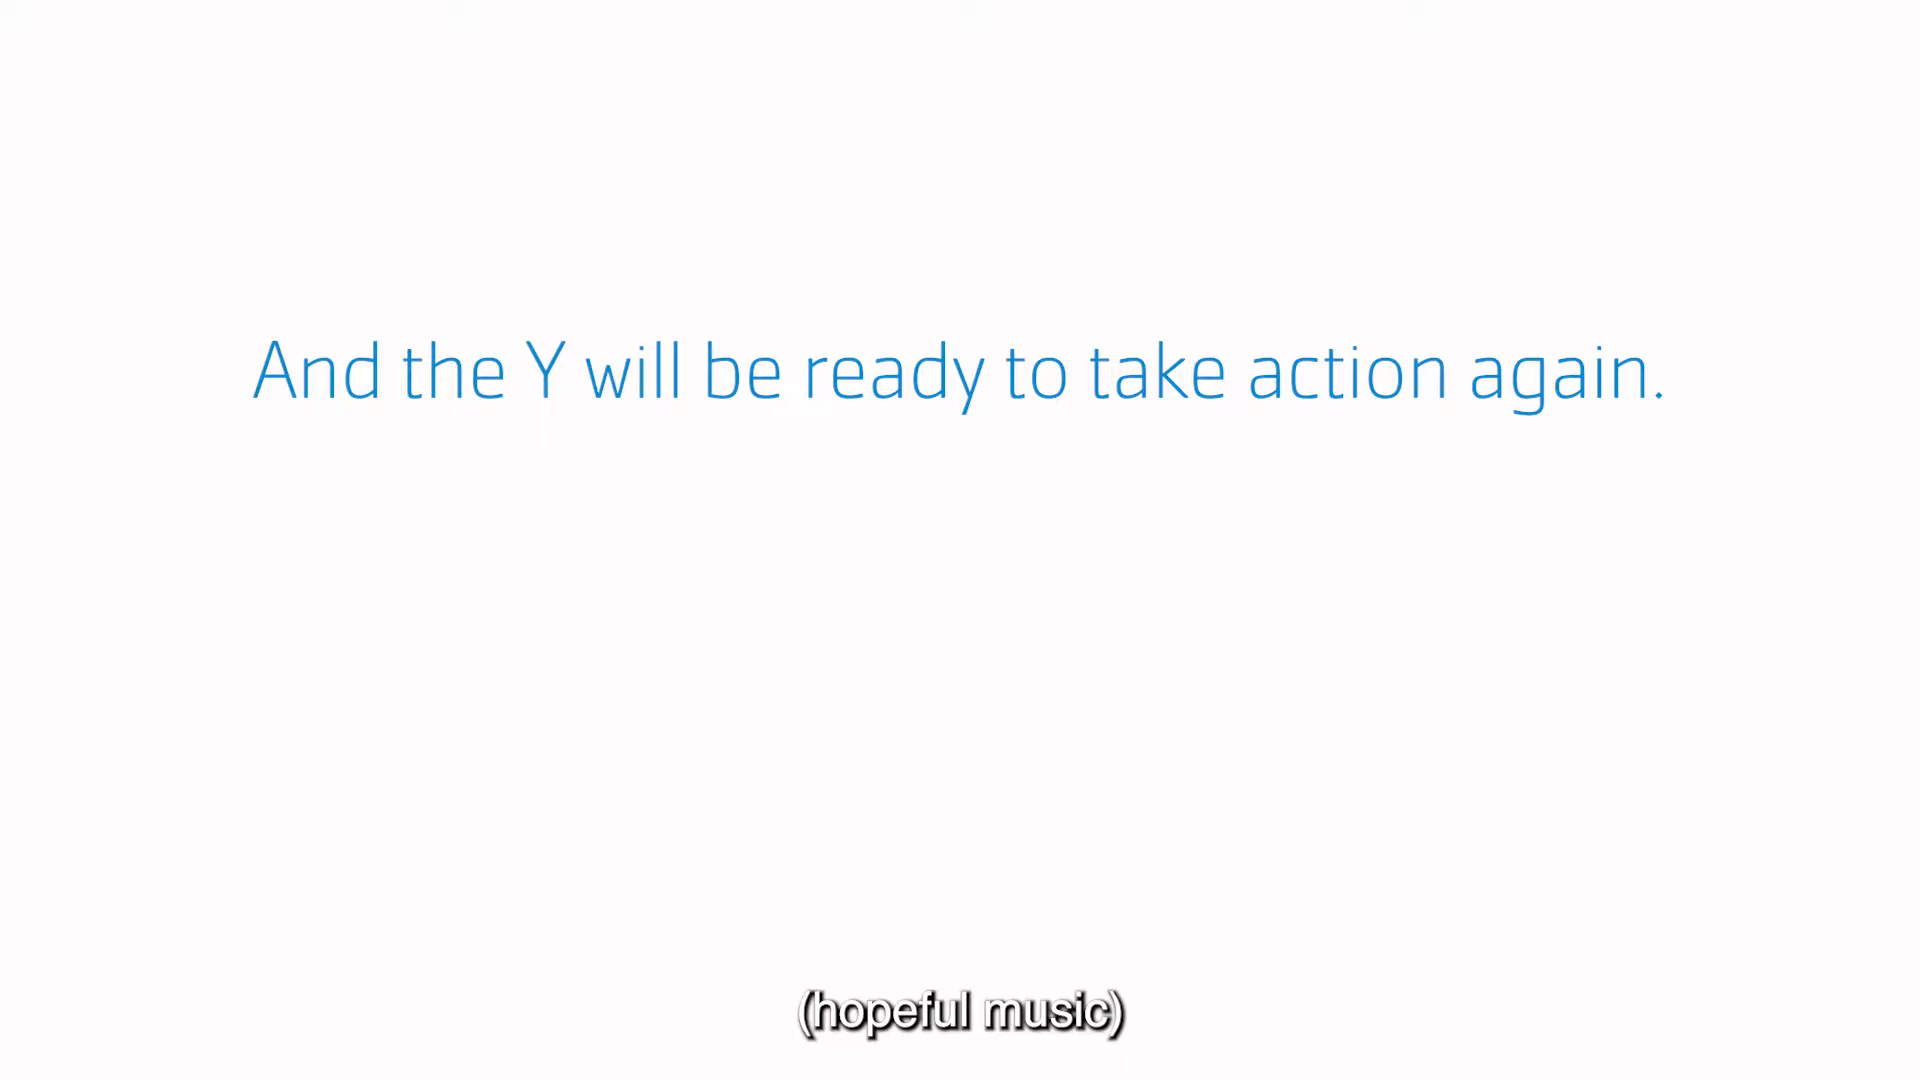 And the Y will be ready to take action again.
(hopeful music)